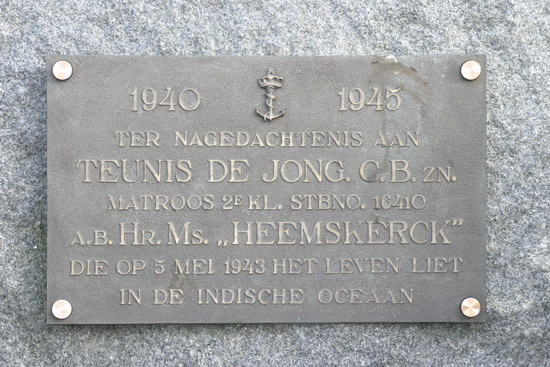 1940 1945
TER NAGEDACHTENIS AAN
TEUNIS DE JONG. C.B. ZN.
MATROOS 2E KL. STBNO. 16410
A.B. HR. MS. „HEEMSKERCK”
DIE OP 5 MEI 1943 HET LEVEN LIET
IN DE INDISCHE OCEAAN